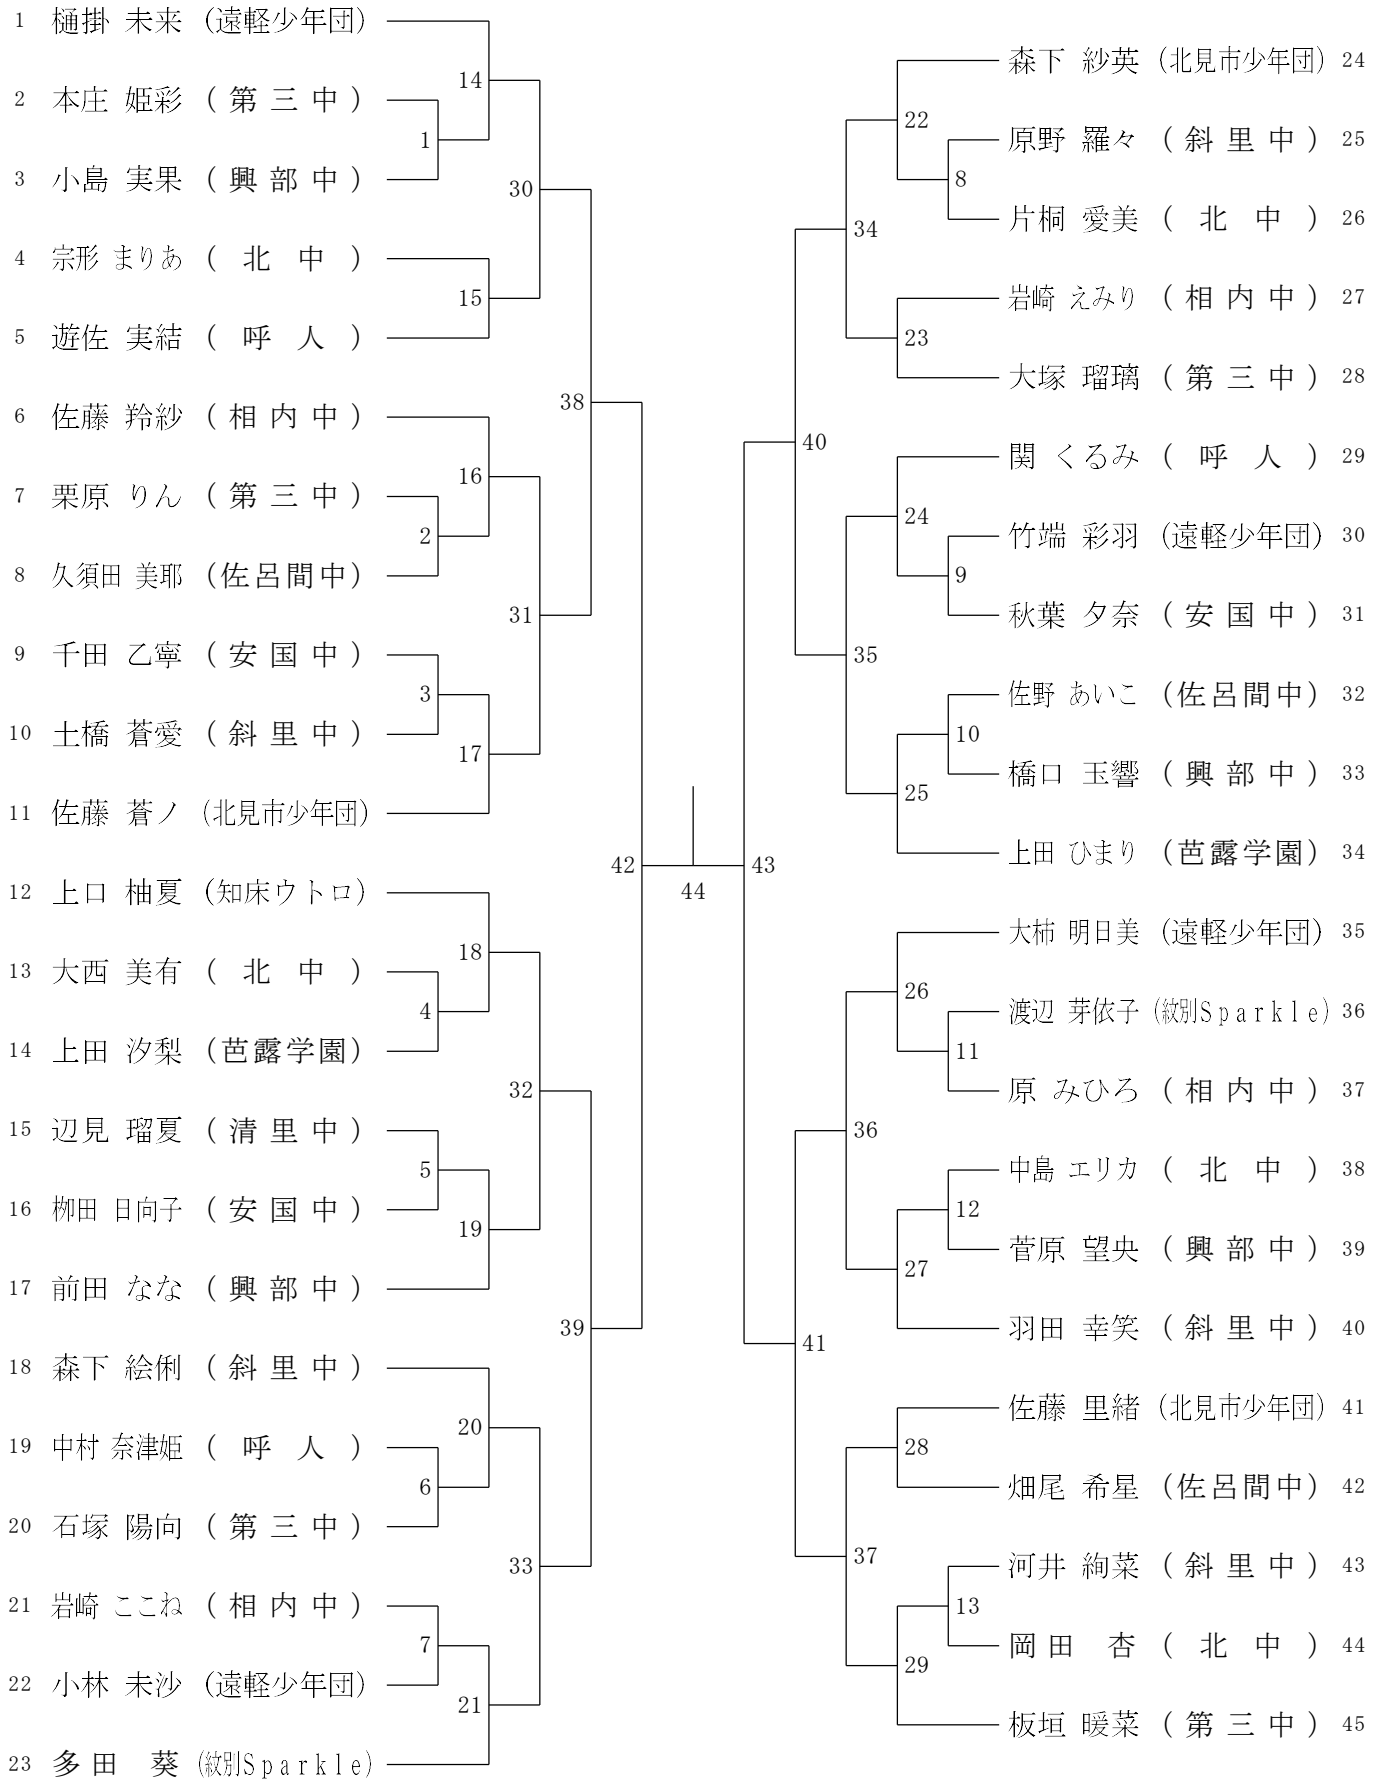 1 樋掛 未来 (遠軽少年団)
2 本庄 姫彩 (第三中)
3 小島 実果 (興部中)
4 宗形 まりあ (北中)
5 遊佐 実結 (呼人)
6 佐藤 羚紗 (相内中)
7 栗原 りん (第三中)
8 久須田 美耶 (佐呂間中)
9 千田 乙寧 (安国中)
10 土橋 蒼愛 (斜里中)
11 佐藤 蒼ノ (北見市少年団)
12 上口 柚夏 (知床ウトロ)
13 大西 美有 (北中)
14 上田 汐梨 (芭露学園)
15 辺見 瑠夏 (清里中)
16 栁田 日向子 (安国中)
17 前田 なな (興部中)
18 森下 絵俐 (斜里中)
19 中村 奈津姫 (呼人)
20 石塚 陽向 (第三中)
21 岩崎 ここね (相内中)
22 小林 未沙 (遠軽少年団)
23 多田 葵 (紋別Sparkle)
1
2
3
4
5
6
7
14
15
16
17
18
19
20
21
30
31
32
33
38
39
42
44
43
40
41
34
35
36
37
22
23
24
25
26
27
28
29
8
9
10
11
12
13
森下 紗英 (北見市少年団) 24
原野 羅々 (斜里中) 25
片桐 愛美 (北中) 26
岩崎 えみり (相内中) 27
大塚 瑠璃 (第三中) 28
関 くるみ (呼人) 29
竹端 彩羽 (遠軽少年団) 30
秋葉 夕奈 (安国中) 31
佐野 あいこ (佐呂間中) 32
橋口 玉響 (興部中) 33
上田 ひまり (芭露学園) 34
大柿 明日美 (遠軽少年団) 35
渡辺 芽依子 (紋別Sparkle) 36
原 みひろ (相内中) 37
中島 エリカ (北中) 38
菅原 望央 (興部中) 39
羽田 幸笑 (斜里中) 40
佐藤 里緒 (北見市少年団) 41
畑尾 希星 (佐呂間中) 42
河井 絢菜 (斜里中) 43
岡田 杏 (北中) 44
板垣 暖菜 (第三中) 45